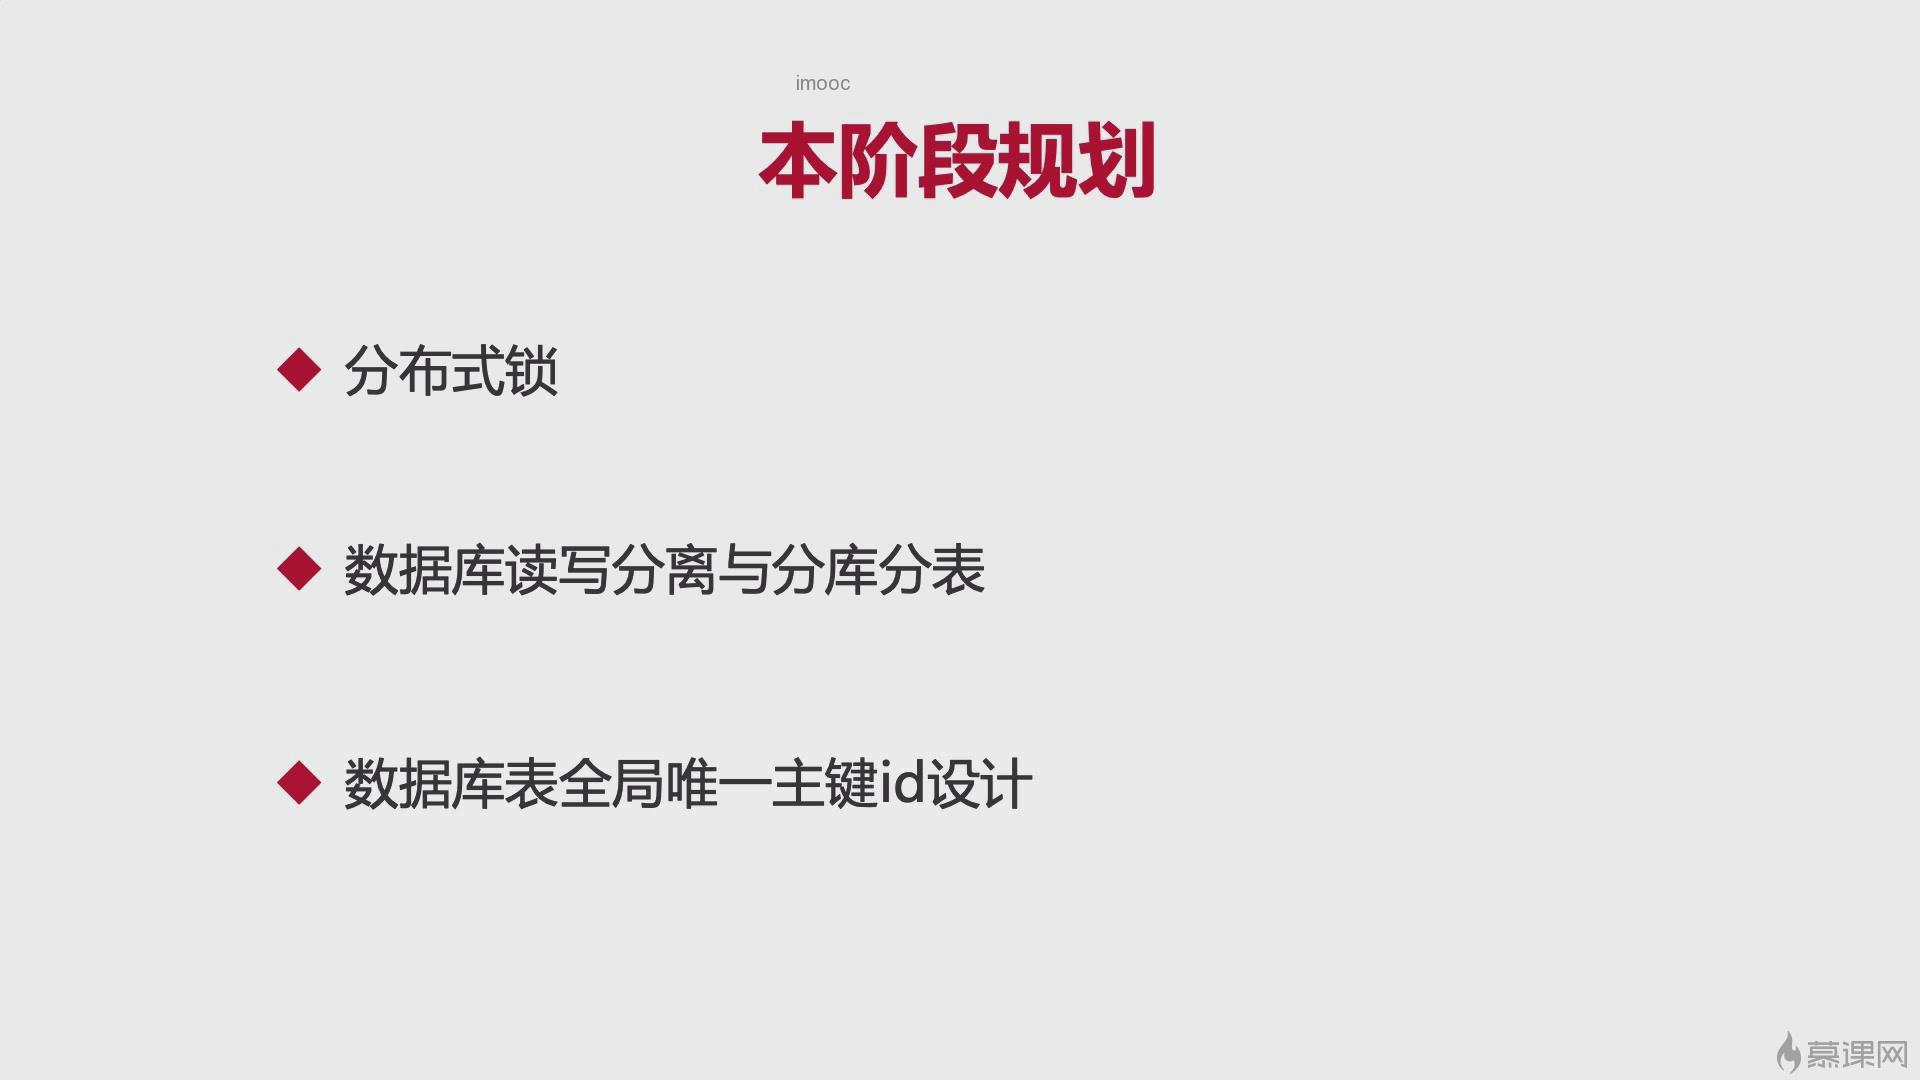 imooc
本阶段规划
分布式锁
数据库读写分离与分库分表
数据库表全局唯一主键id设计
慕课网